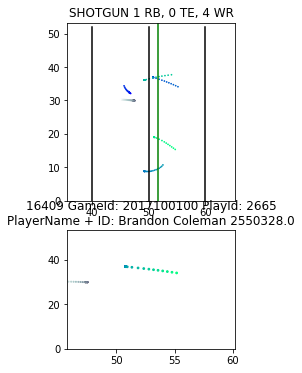 SHOTGUN 1 RB, 0 TE, 4 WR
50
40
30
20
10
0
40 50 60
16409 GameId: 2017100100 PlayId: 2665
PlayerName + ID: Brandon Coleman 2550328.0
40
20
0
50 55 60